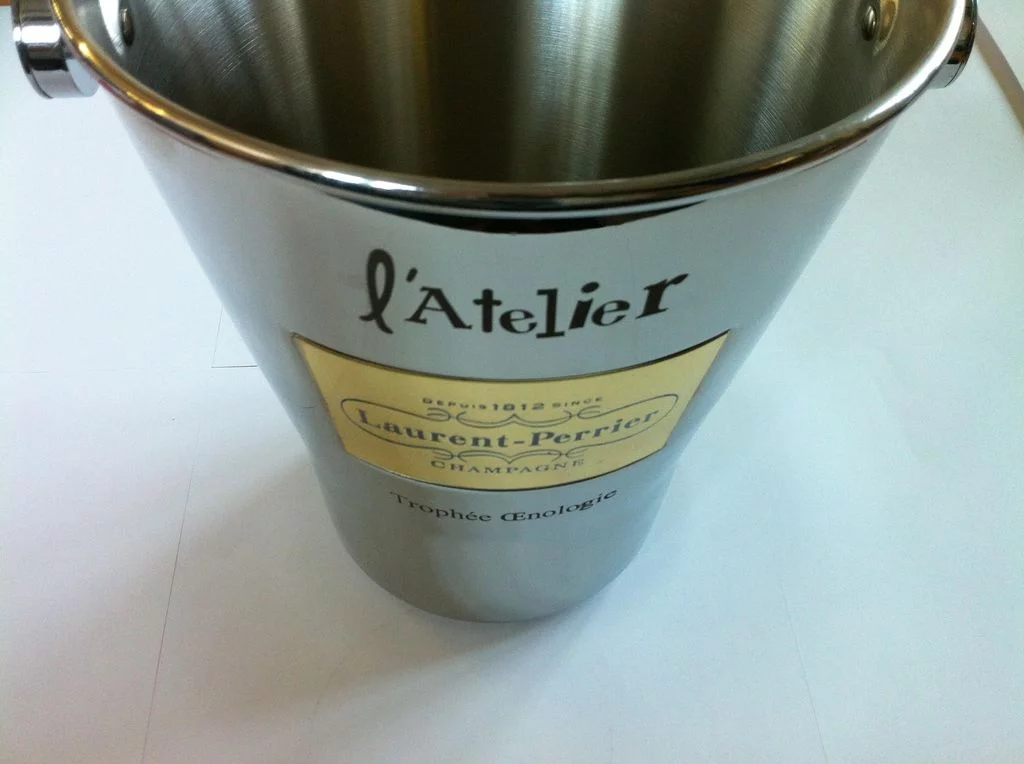 l'Atelier
DEPUIS 1812 SINCE
Laurent-Perrier
CHAMPAGNE
Trophée Œnologie